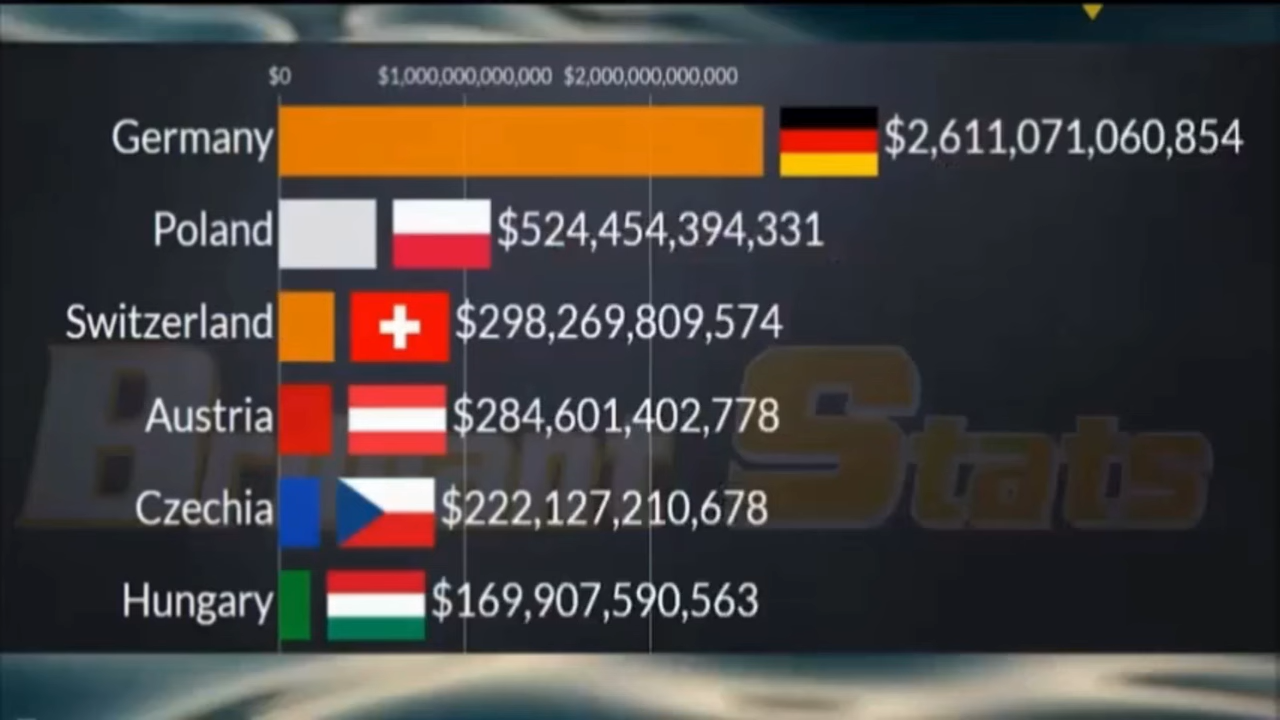 $0 $1,000,000,000,000 $2,000,000,000,000
Germany $2,611,071,060,854
Poland $524,454,394,331
Switzerland $298,269,809,574
Austria $284,601,402,778
Czechia $222,127,210,678
Hungary $169,907,590,563
Stats